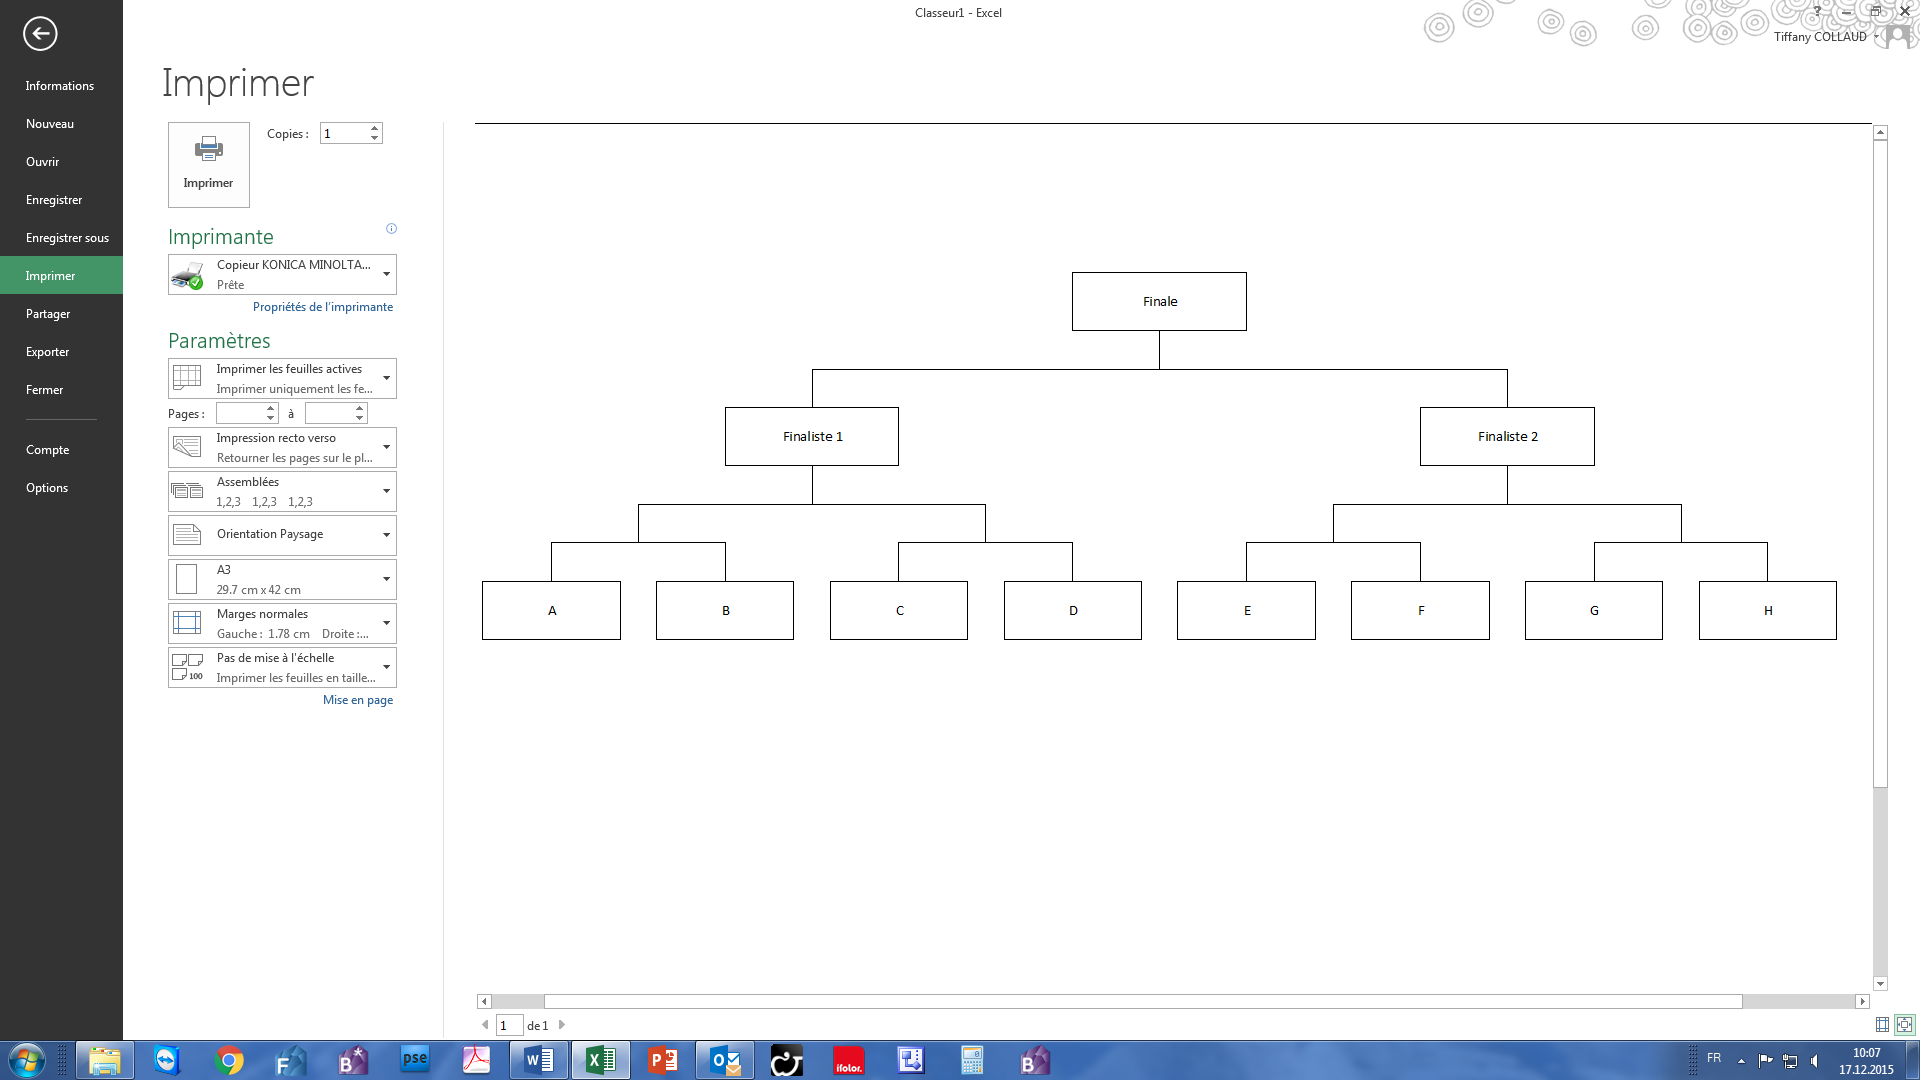 Classeur1 - Excel
?
Tiffany COLLAUD
Informations
Nouveau
Ouvrir
Enregistrer
Enregistrer sous
Imprimer
Partager
Exporter
Fermer
Compte
Options
Imprimer
Imprimer
Copies : 1
Imprimante
Copieur KONICA MINOLTA...
Prête
Propriétés de l'imprimante
Paramètres
Imprimer les feuilles actives
Imprimer uniquement les fe...
Pages : à
Impression recto verso
Retourner les pages sur le pl...
Assemblées
1,2,3 1,2,3 1,2,3
Orientation Paysage
A3
29.7 cm x 42 cm
Marges normales
Gauche : 1.78 cm Droite :...
Pas de mise à l'échelle
Imprimer les feuilles en taille...
100
Mise en page
Finale
Finaliste 1 Finaliste 2
A B C D E F G H
1 de 1
F B* pse W X P O ifolor. B
FR
10:07
17.12.2015